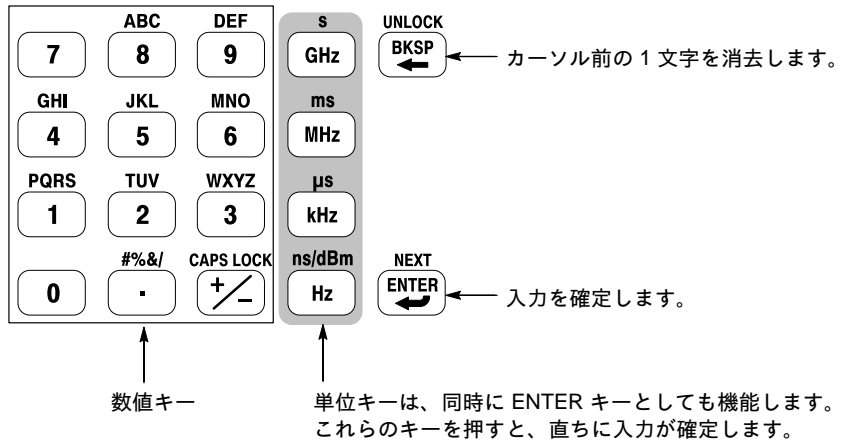 ABC DEF s UNLOCK
7 8 9 GHz BKSP カーソル前の 1 文字を消去します。
GHI JKL MNO ms
4 5 6 MHz
PQRS TUV WXYZ µs
1 2 3 kHz
#%&/ CAPS LOCK ns/dBm NEXT
0 . +/− Hz ENTER 入力を確定します。
数値キー
単位キーは、同時に ENTER キーとしても機能します。
これらのキーを押すと、直ちに入力が確定します。